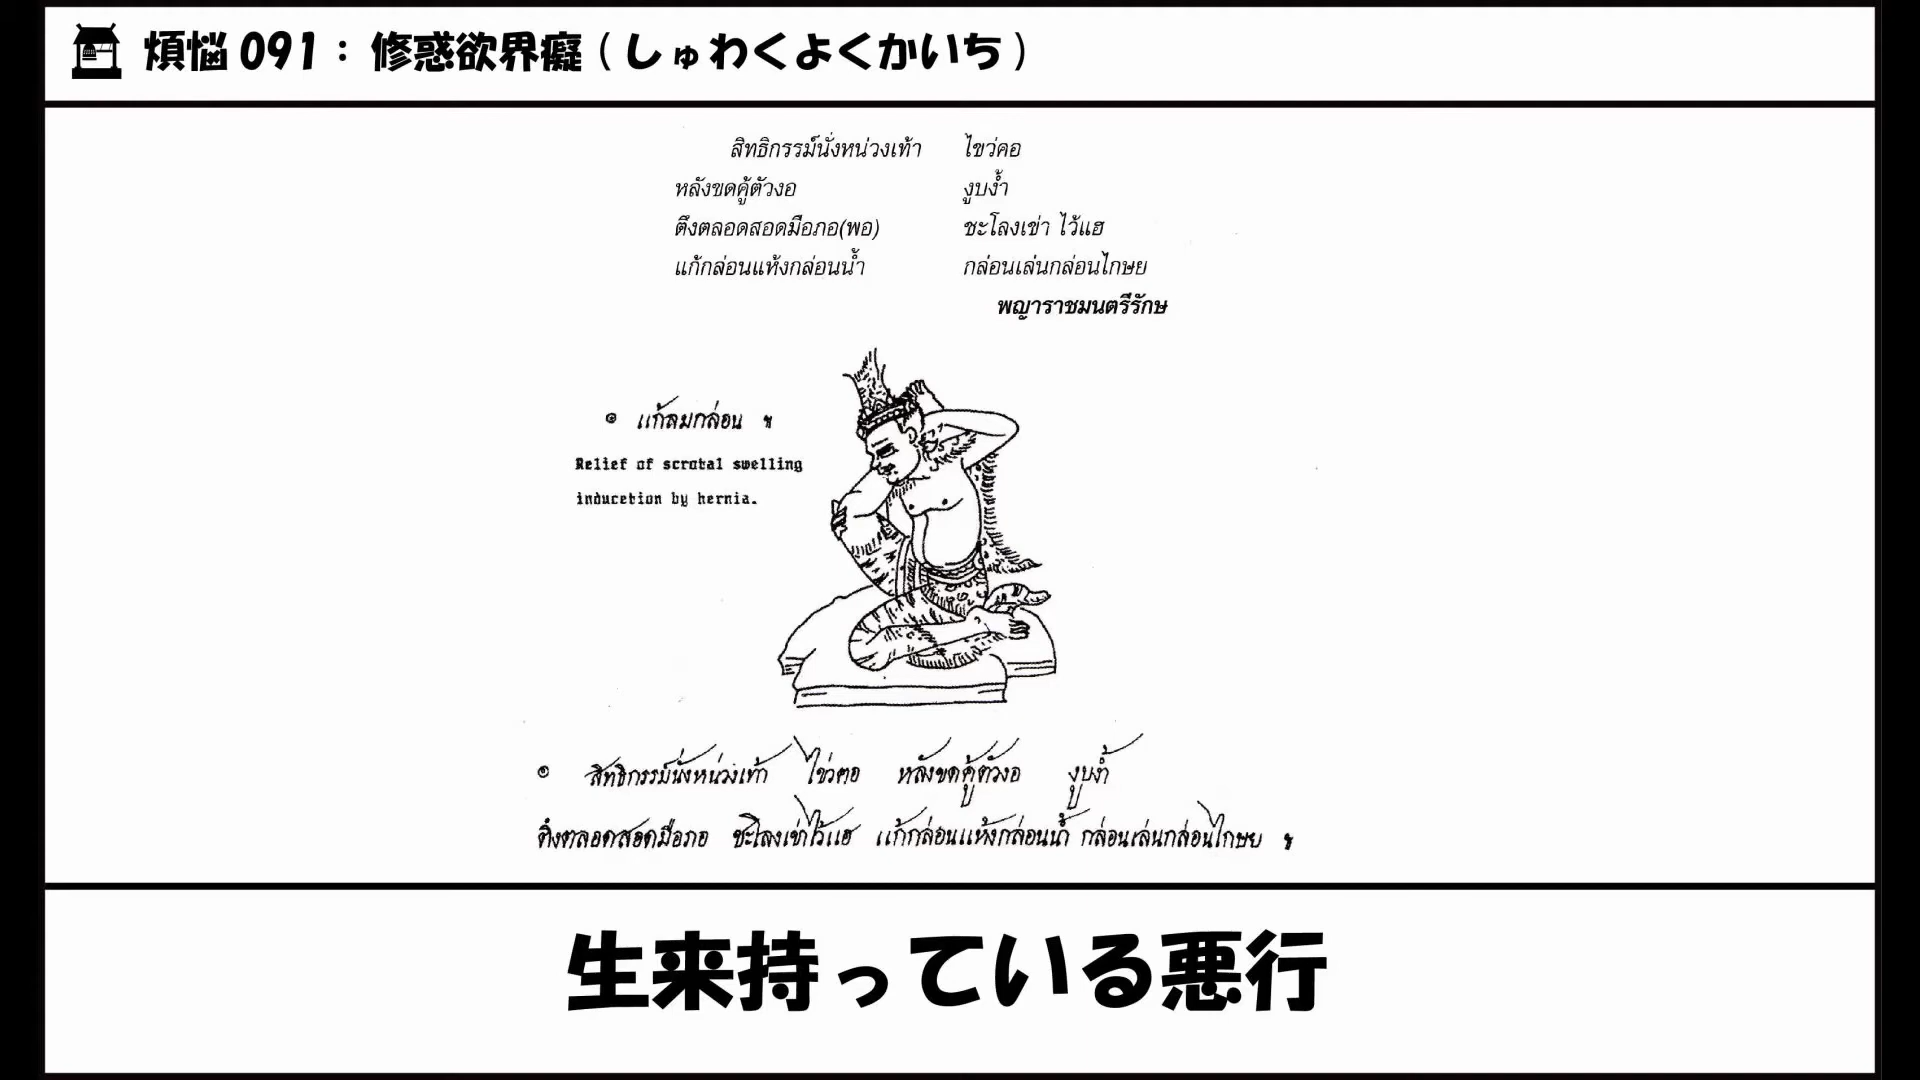 煩悩 091 : 修惑欲界癡 ( しゅわくよくかいち )
สิทธิกรรม์นั่งหน่วงเท้า ไขว่คอ
หลังขดคู้ตัวงอ งูบง้ำ
ตึงตลอดสอดมือภอ(พอ) ชะโลงเข่า ไว้แฮ
แก้กล่อนแห้งกล่อนน้ำ กล่อนเล่นกล่อนไกษย
พญาราชมนตรีรักษ
๏ แก้ลมกล่อน ฯ
Relief of scrotal swelling
inducetion by hernia.
๏ สิทธิกรรม์นั่งหน่วงเท้า ไข่วคอ หลังขดคู้ตัวงอ งูบง้ำ
ตึงตลอดสอดมือภอ ชะโลงเข่าไว้แฮ แก้กล่อนแห้งกล่อนน้ำ กล่อนเล่นกล่อนไกษย ฯ
生来持っている悪行